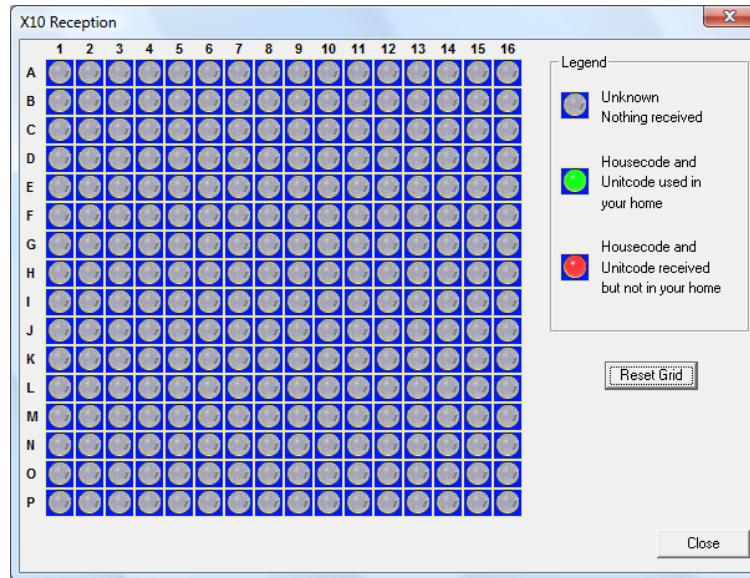 X10 Reception
1 2 3 4 5 6 7 8 9 10 11 12 13 14 15 16
A
B
C
D
E
F
G
H
I
J
K
L
M
N
O
P
Legend
Unknown
Nothing received
Housecode and
Unitcode used in
your home
Housecode and
Unitcode received
but not in your home
Reset Grid
Close